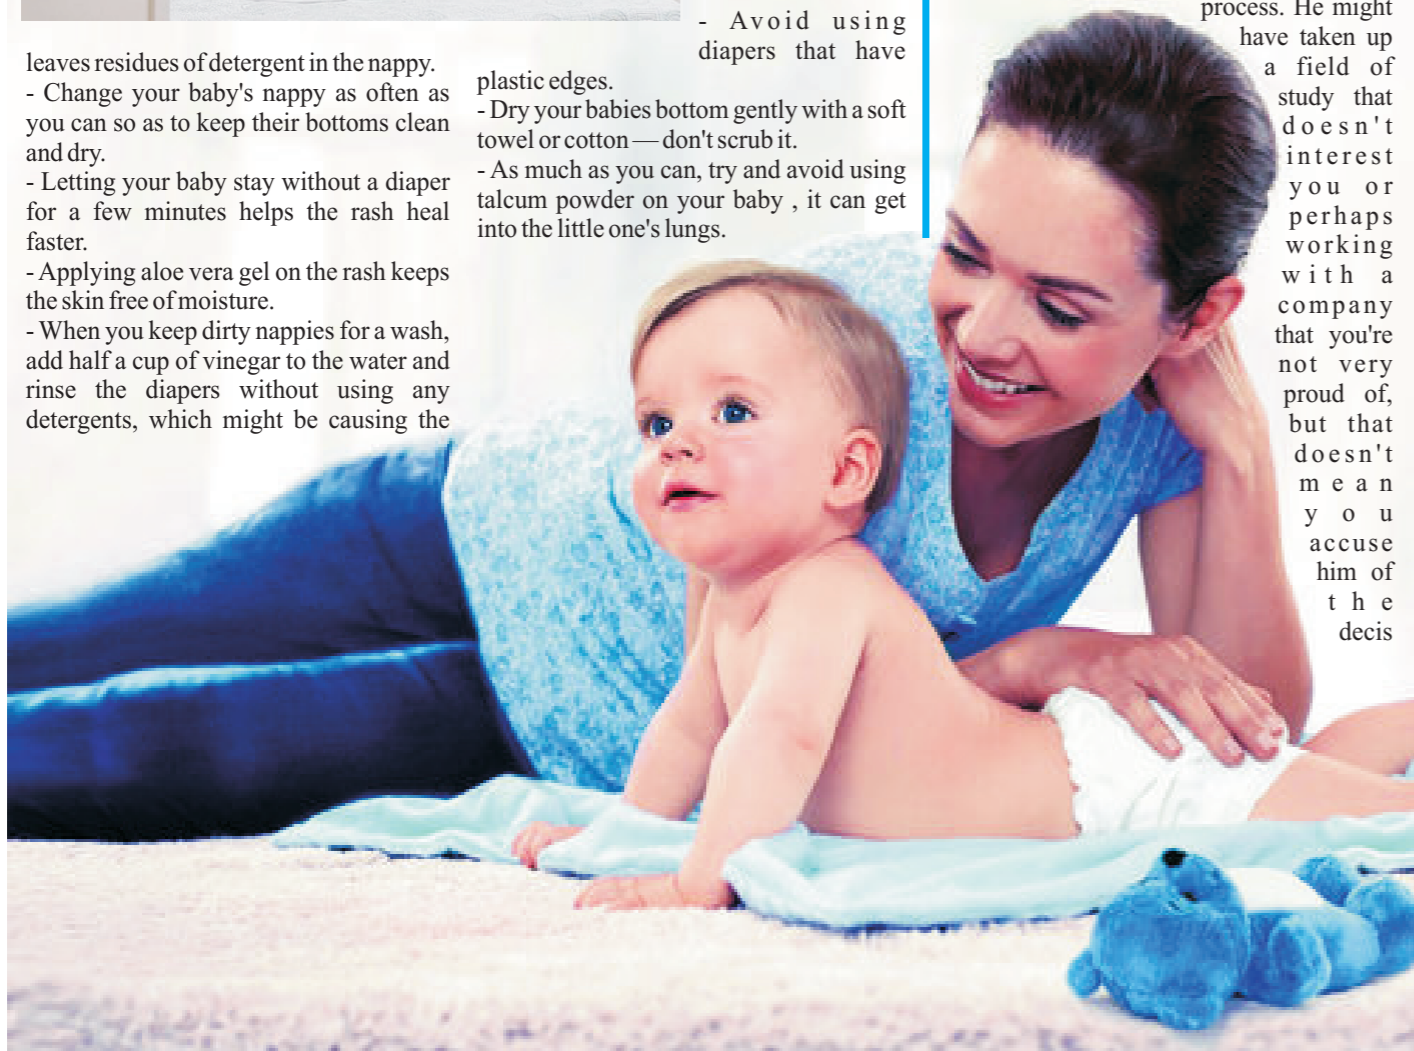 leaves residues of detergent in the nappy.
- Change your baby's nappy as often as
you can so as to keep their bottoms clean
and dry.
- Letting your baby stay without a diaper
for a few minutes helps the rash heal
faster.
- Applying aloe vera gel on the rash keeps
the skin free of moisture.
- When you keep dirty nappies for a wash,
add half a cup of vinegar to the water and
rinse the diapers without using any
detergents, which might be causing the
- Avoid using
diapers that have
plastic edges.
- Dry your babies bottom gently with a soft
towel or cotton — don't scrub it.
- As much as you can, try and avoid using
talcum powder on your baby , it can get
into the little one's lungs.
process. He might
have taken up
a field of
study that
doesn't
interest
you or
perhaps
working
with a
company
that you're
not very
proud of,
but that
doesn't
mean
you
accuse
him of
the
decis